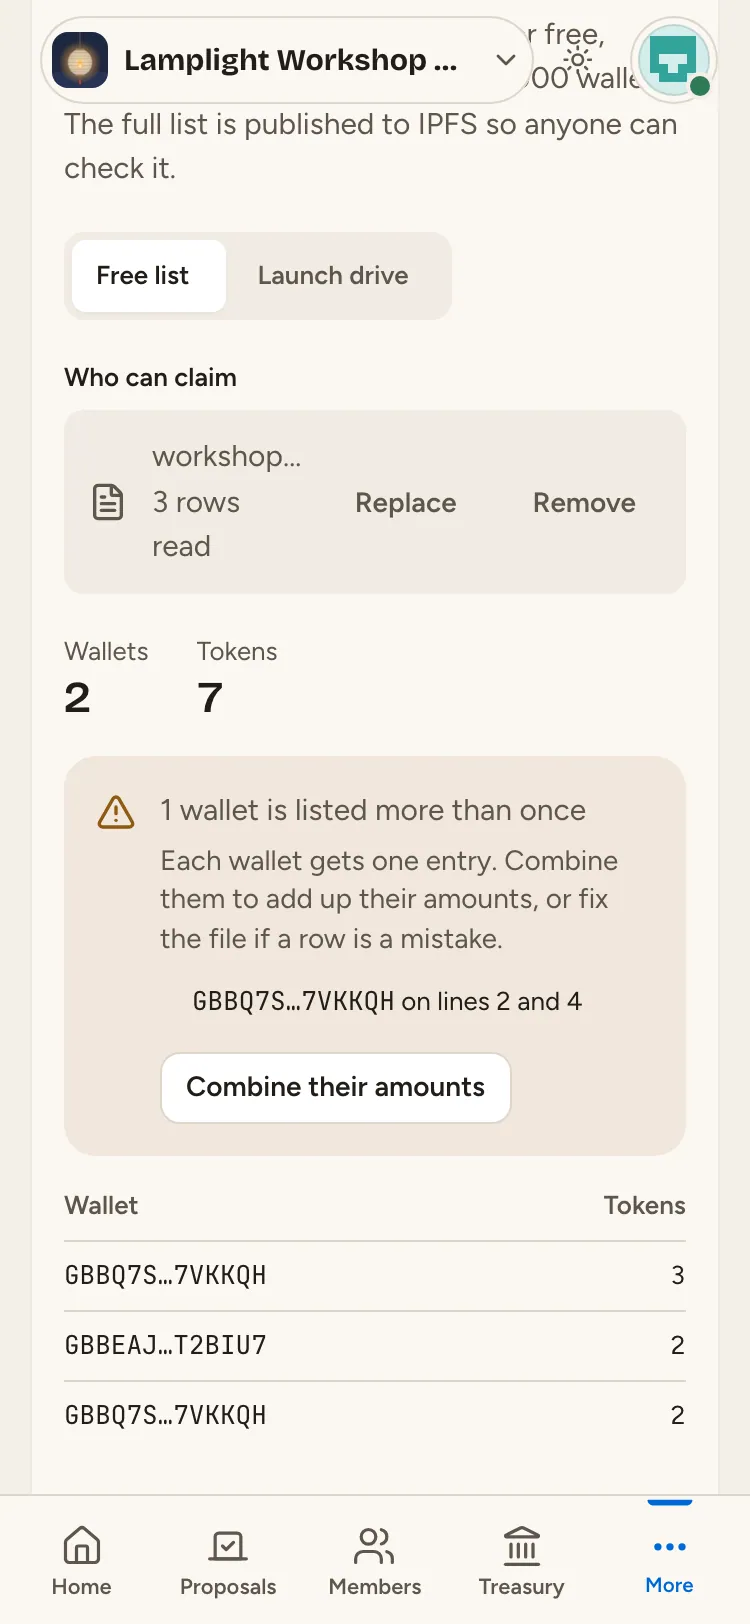 Lamplight Workshop ...
r free,
00 walle
The full list is published to IPFS so anyone can
check it.
Free list
Launch drive
Who can claim
workshop...
3 rows
read
Replace
Remove
Wallets
Tokens
2
7
1 wallet is listed more than once
Each wallet gets one entry. Combine
them to add up their amounts, or fix
the file if a row is a mistake.
GBBQ7S…7VKKQH on lines 2 and 4
Combine their amounts
Wallet
Tokens
GBBQ7S…7VKKQH
3
GBBEAJ…T2BIU7
2
GBBQ7S…7VKKQH
2
Home
Proposals
Members
Treasury
More